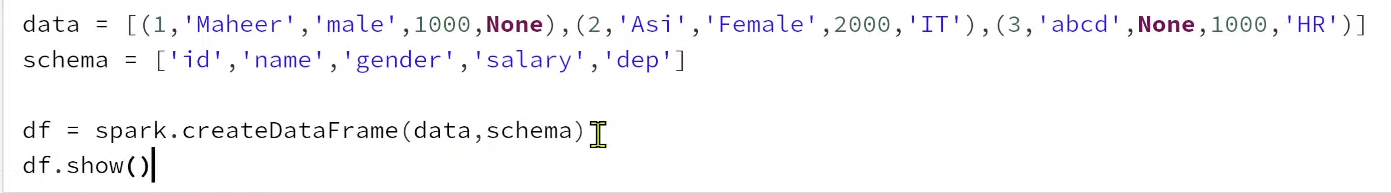 data = [(1,'Maheer','male',1000,None),(2,'Asi','Female',2000,'IT'),(3,'abcd',None,1000,'HR')]
schema = ['id','name','gender','salary','dep']
df = spark.createDataFrame(data,schema)
df.show()